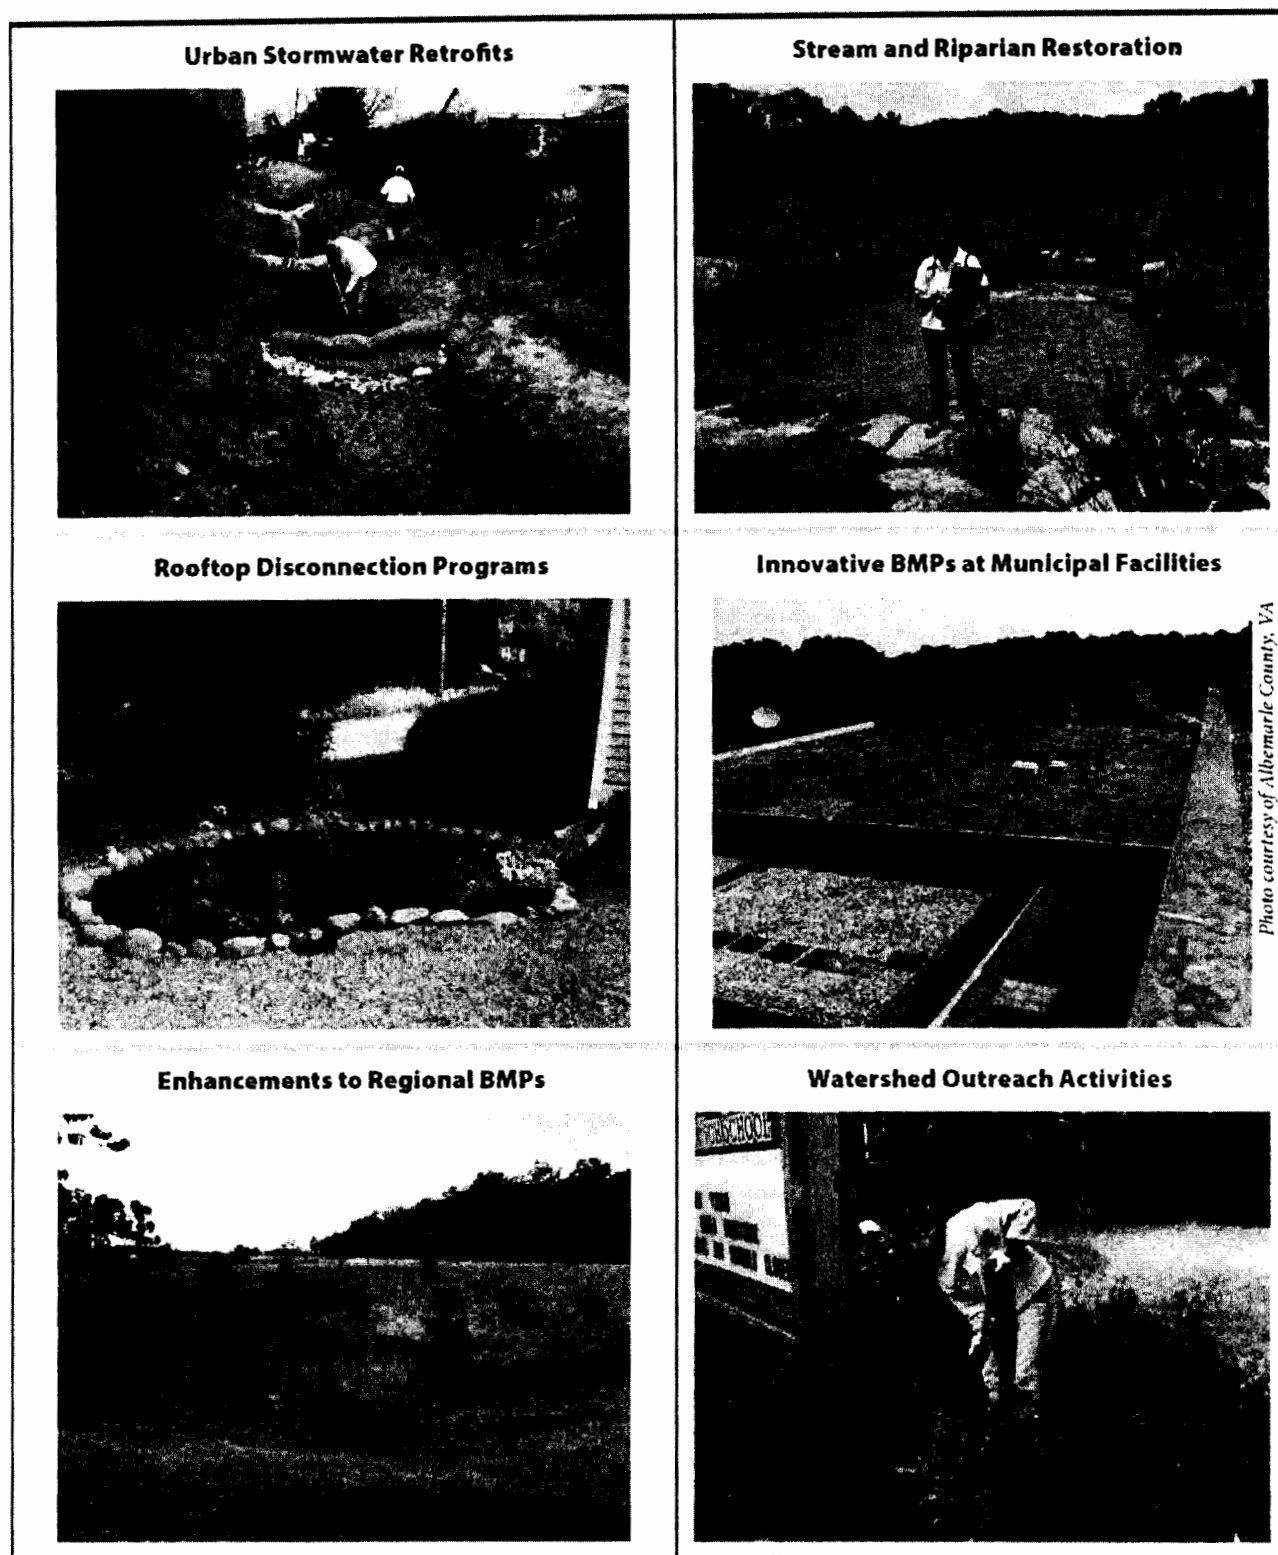 Urban Stormwater Retrofits
Stream and Riparian Restoration
Rooftop Disconnection Programs
Innovative BMPs at Municipal Facilities
Photo courtesy of Albemarle County, VA
Enhancements to Regional BMPs
Watershed Outreach Activities